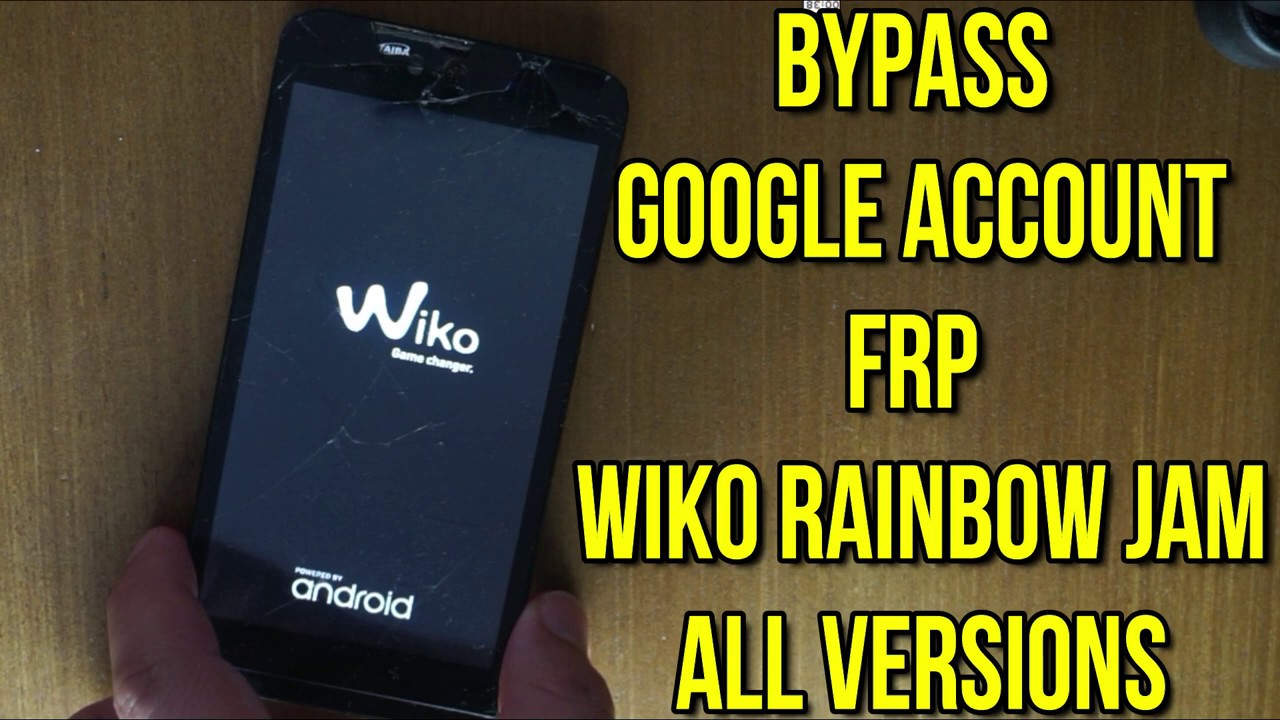 BYPASS
GOOGLE ACCOUNT
FRP
WIKO RAINBOW JAM
ALL VERSIONS
Wiko
Game changer.
POWERED BY
android